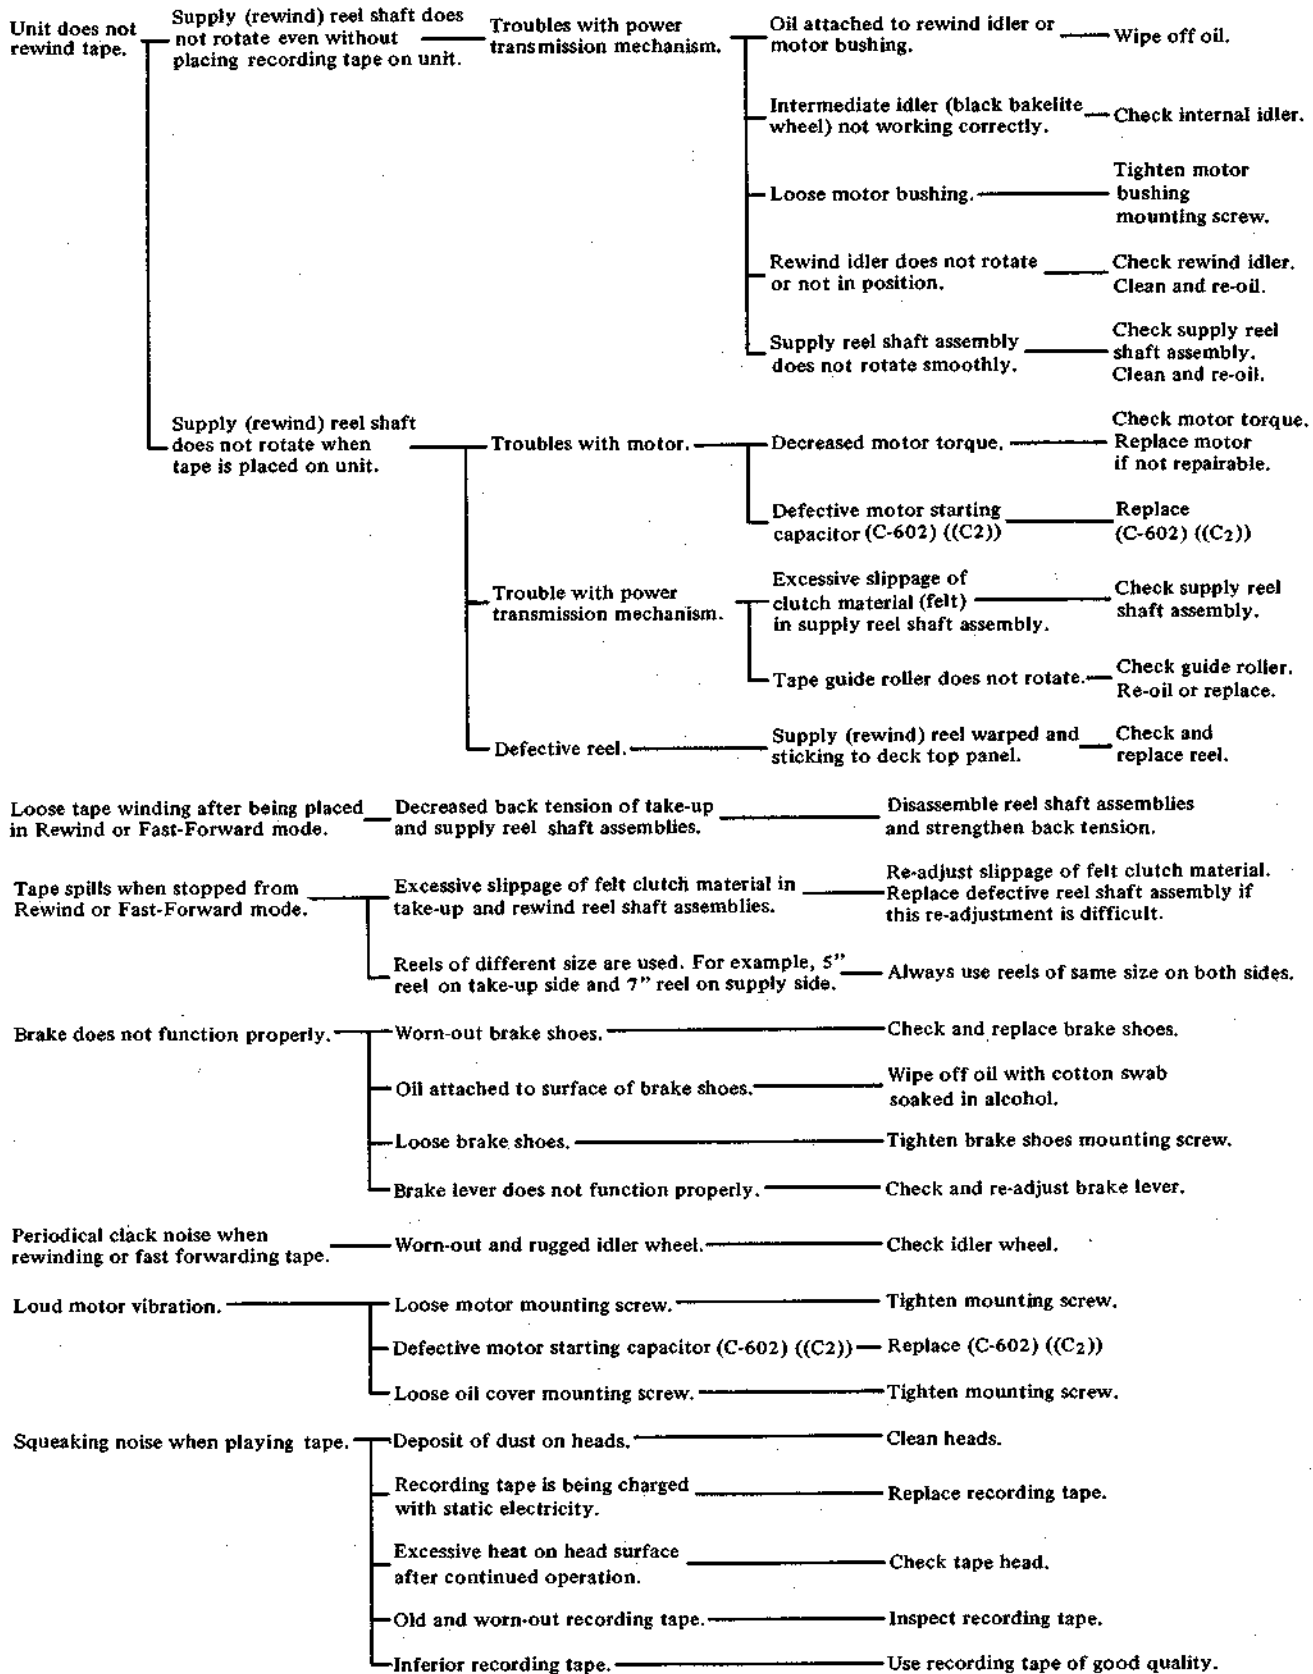 Unit does not
rewind tape.
Supply (rewind) reel shaft does
not rotate even without
placing recording tape on unit.
Troubles with power
transmission mechanism.
Oil attached to rewind idler or
motor bushing.
Wipe off oil.
Intermediate idler (black bakelite
wheel) not working correctly.
Check internal idler.
Loose motor bushing.
Tighten motor
bushing
mounting screw.
Rewind idler does not rotate
or not in position.
Check rewind idler.
Clean and re-oil.
Supply reel shaft assembly
does not rotate smoothly.
Check supply reel
shaft assembly.
Clean and re-oil.
Supply (rewind) reel shaft
does not rotate when
tape is placed on unit.
Troubles with motor.
Decreased motor torque.
Check motor torque.
Replace motor
if not repairable.
Defective motor starting
capacitor (C-602) ((C2))
Replace
(C-602) ((C2))
Trouble with power
transmission mechanism.
Excessive slippage of
clutch material (felt)
in supply reel shaft assembly.
Check supply reel
shaft assembly.
Tape guide roller does not rotate.
Check guide roller.
Re-oil or replace.
Defective reel.
Supply (rewind) reel warped and
sticking to deck top panel.
Check and
replace reel.
Loose tape winding after being placed
in Rewind or Fast-Forward mode.
Decreased back tension of take-up
and supply reel shaft assemblies.
Disassemble reel shaft assemblies
and strengthen back tension.
Tape spills when stopped from
Rewind or Fast-Forward mode.
Excessive slippage of felt clutch material in
take-up and rewind reel shaft assemblies.
Re-adjust slippage of felt clutch material.
Replace defective reel shaft assembly if
this re-adjustment is difficult.
Reels of different size are used. For example, 5"
reel on take-up side and 7" reel on supply side.
Always use reels of same size on both sides.
Brake does not function properly.
Worn-out brake shoes.
Check and replace brake shoes.
Oil attached to surface of brake shoes.
Wipe off oil with cotton swab
soaked in alcohol.
Loose brake shoes.
Tighten brake shoes mounting screw.
Brake lever does not function properly.
Check and re-adjust brake lever.
Periodical clack noise when
rewinding or fast forwarding tape.
Worn-out and rugged idler wheel.
Check idler wheel.
Loud motor vibration.
Loose motor mounting screw.
Tighten mounting screw.
Defective motor starting capacitor (C-602) ((C2))
Replace (C-602) ((C2))
Loose oil cover mounting screw.
Tighten mounting screw.
Squeaking noise when playing tape.
Deposit of dust on heads.
Clean heads.
Recording tape is being charged
with static electricity.
Replace recording tape.
Excessive heat on head surface
after continued operation.
Check tape head.
Old and worn-out recording tape.
Inspect recording tape.
Inferior recording tape.
Use recording tape of good quality.